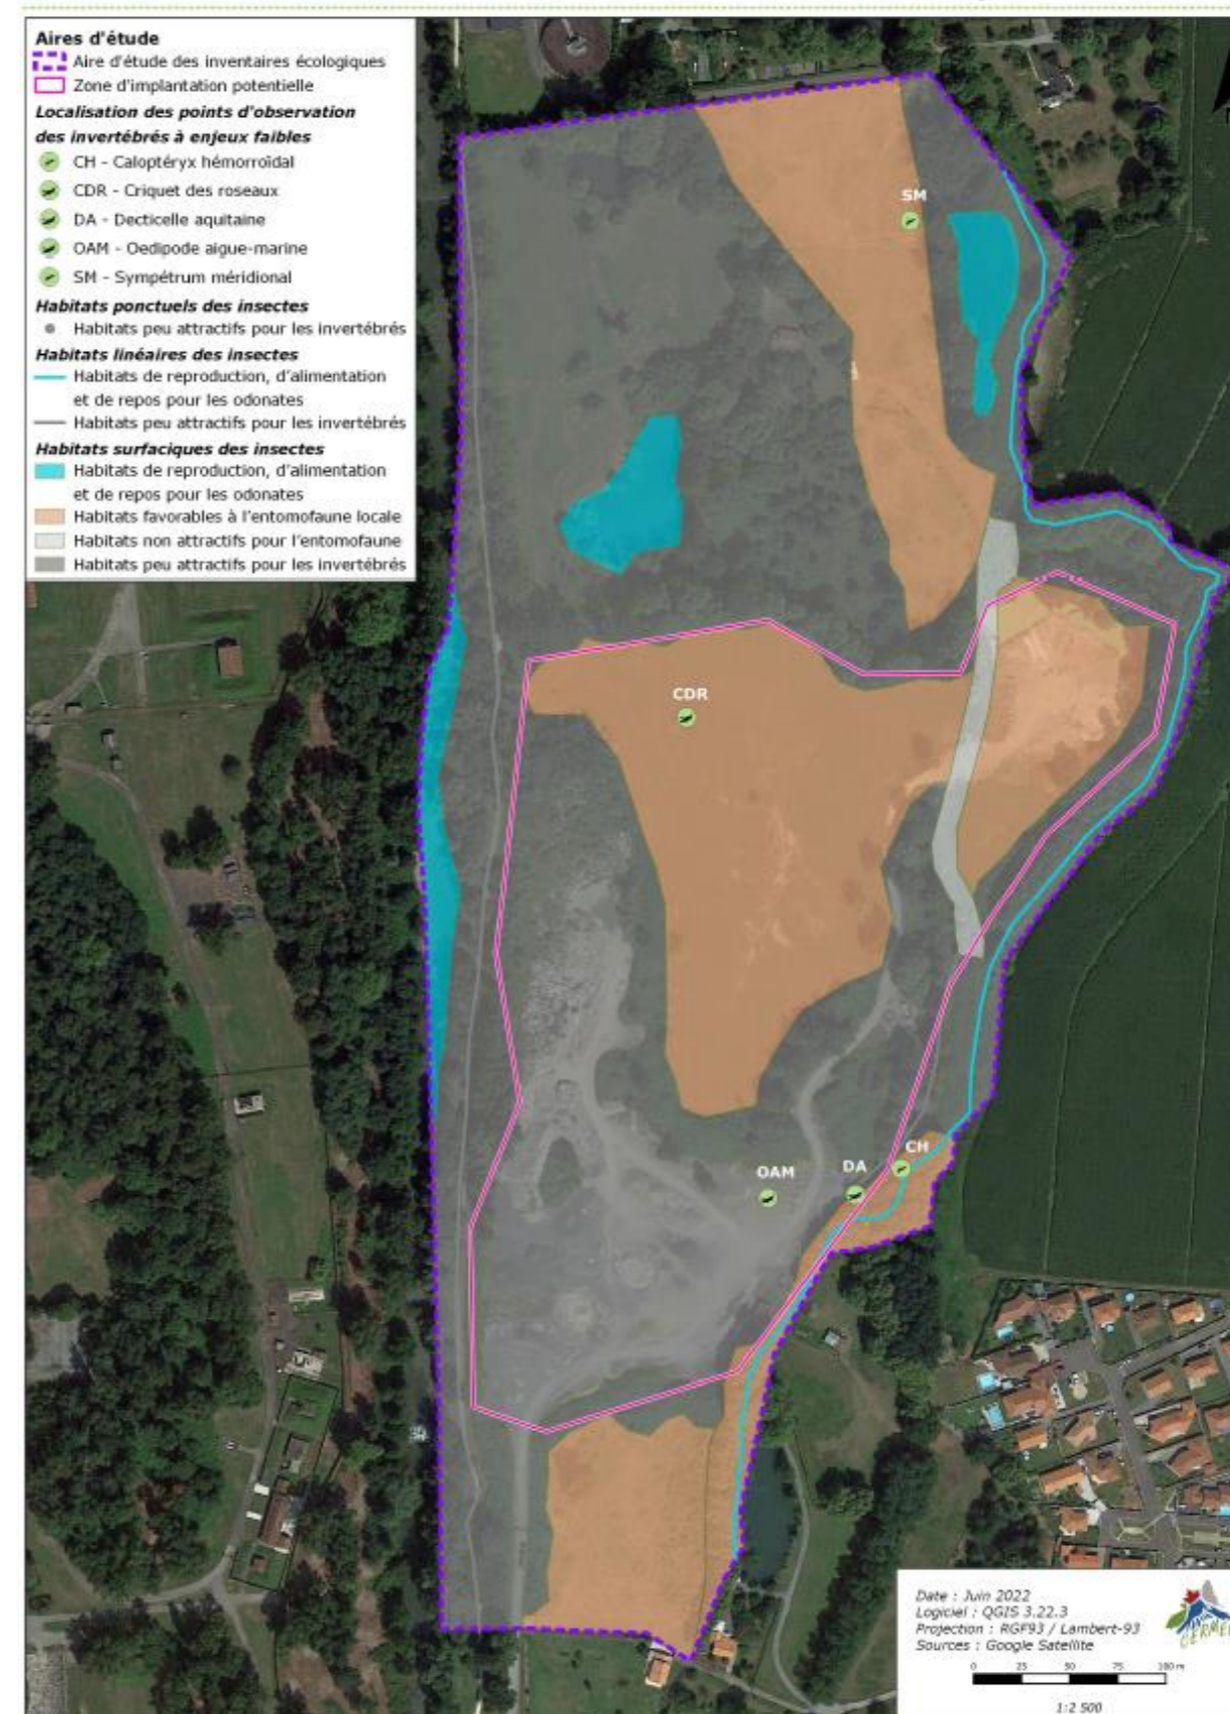 Aires d'étude
Aire d'étude des inventaires écologiques
Zone d'implantation potentielle
Localisation des points d'observation
des invertébrés à enjeux faibles
CH - Caloptéryx hémorroïdal
CDR - Criquet des roseaux
DA - Decticelle aquitaine
OAM - Oedipode aigue-marine
SM - Sympétrum méridional
Habitats ponctuels des insectes
Habitats peu attractifs pour les invertébrés
Habitats linéaires des insectes
Habitats de reproduction, d'alimentation
et de repos pour les odonates
Habitats peu attractifs pour les invertébrés
Habitats surfaciques des insectes
Habitats de reproduction, d'alimentation
et de repos pour les odonates
Habitats favorables à l'entomofaune locale
Habitats non attractifs pour l'entomofaune
Habitats peu attractifs pour les invertébrés
SM
CDR
CH
DA
OAM
Date : Juin 2022
Logiciel : QGIS 3.22.3
Projection : RGF93 / Lambert-93
Sources : Google Satellite
0 25 50 75 100 m
1:2 500